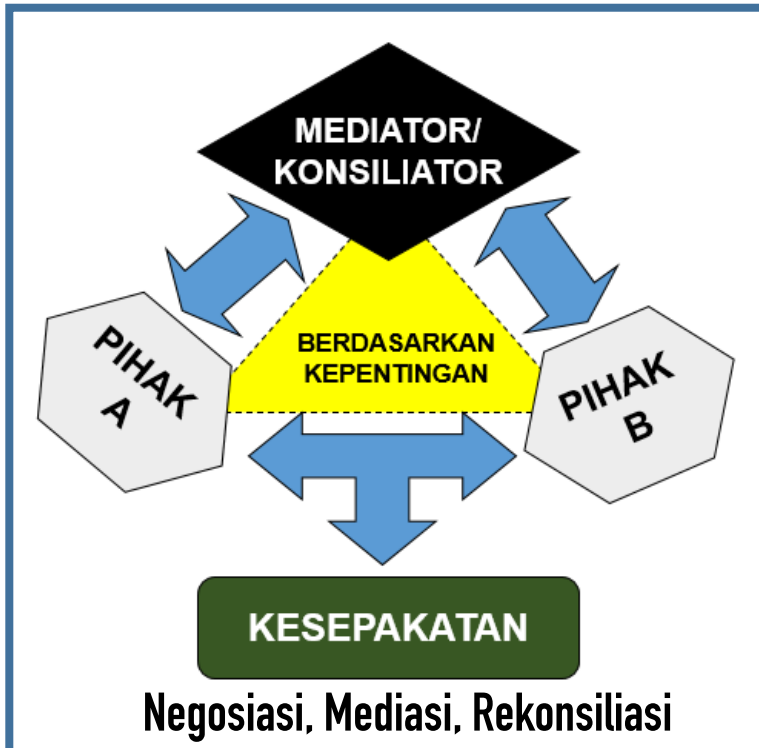 MEDIATOR/
KONSILIATOR
BERDASARKAN
KEPENTINGAN
PIHAK
A
PIHAK
B
KESEPAKATAN
Negosiasi, Mediasi, Rekonsiliasi